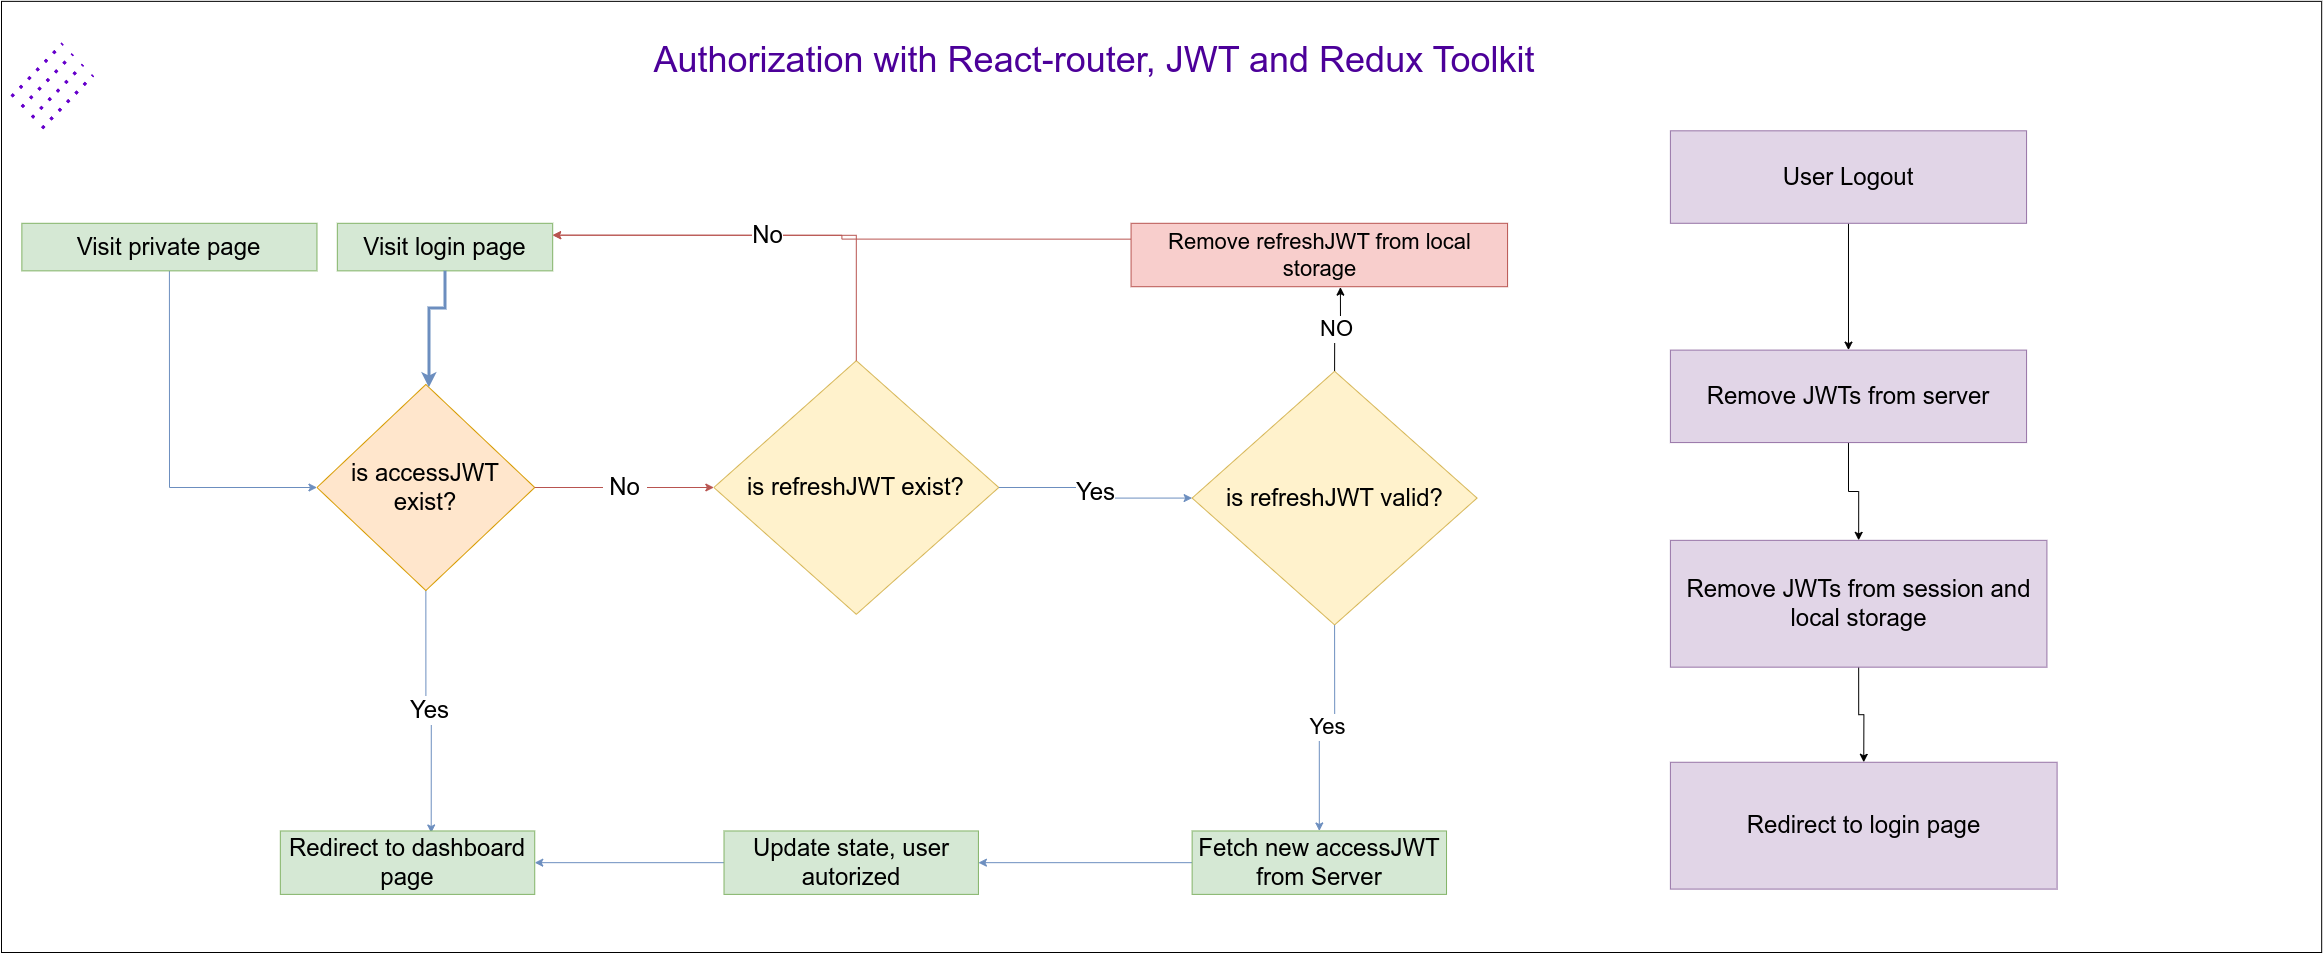 Authorization with React-router, JWT and Redux Toolkit
User Logout
Visit private page
Visit login page
No
Remove refreshJWT from local
storage
NO
Remove JWTs from server
is accessJWT
exist?
No
is refreshJWT exist?
Yes
is refreshJWT valid?
Remove JWTs from session and
local storage
Yes
Yes
Redirect to dashboard
page
Update state, user
autorized
Fetch new accessJWT
from Server
Redirect to login page